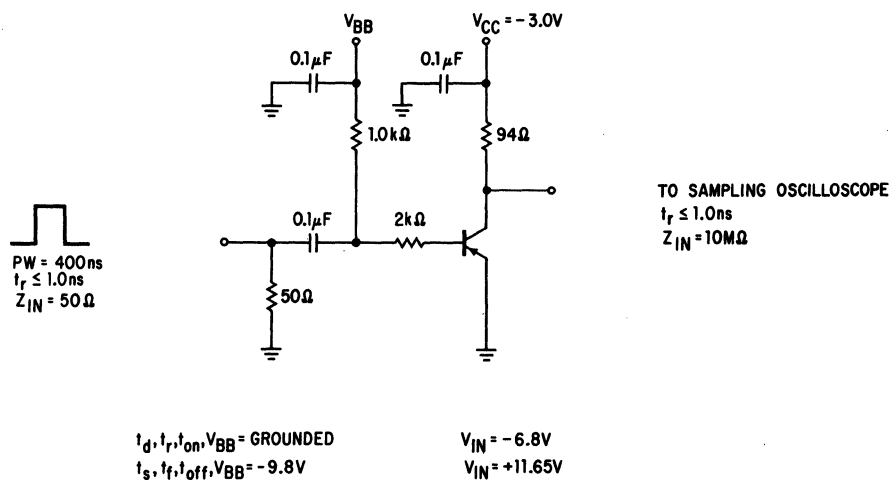 V_BB
V_CC = −3.0V
0.1μF
0.1μF
1.0kΩ
94Ω
TO SAMPLING OSCILLOSCOPE
t_r ≤ 1.0ns
Z_IN = 10MΩ
0.1μF
2kΩ
PW = 400ns
t_r ≤ 1.0ns
Z_IN = 50Ω
50Ω
t_d, t_r, t_on, V_BB = GROUNDED
V_IN = −6.8V
t_s, t_f, t_off, V_BB = −9.8V
V_IN = +11.65V